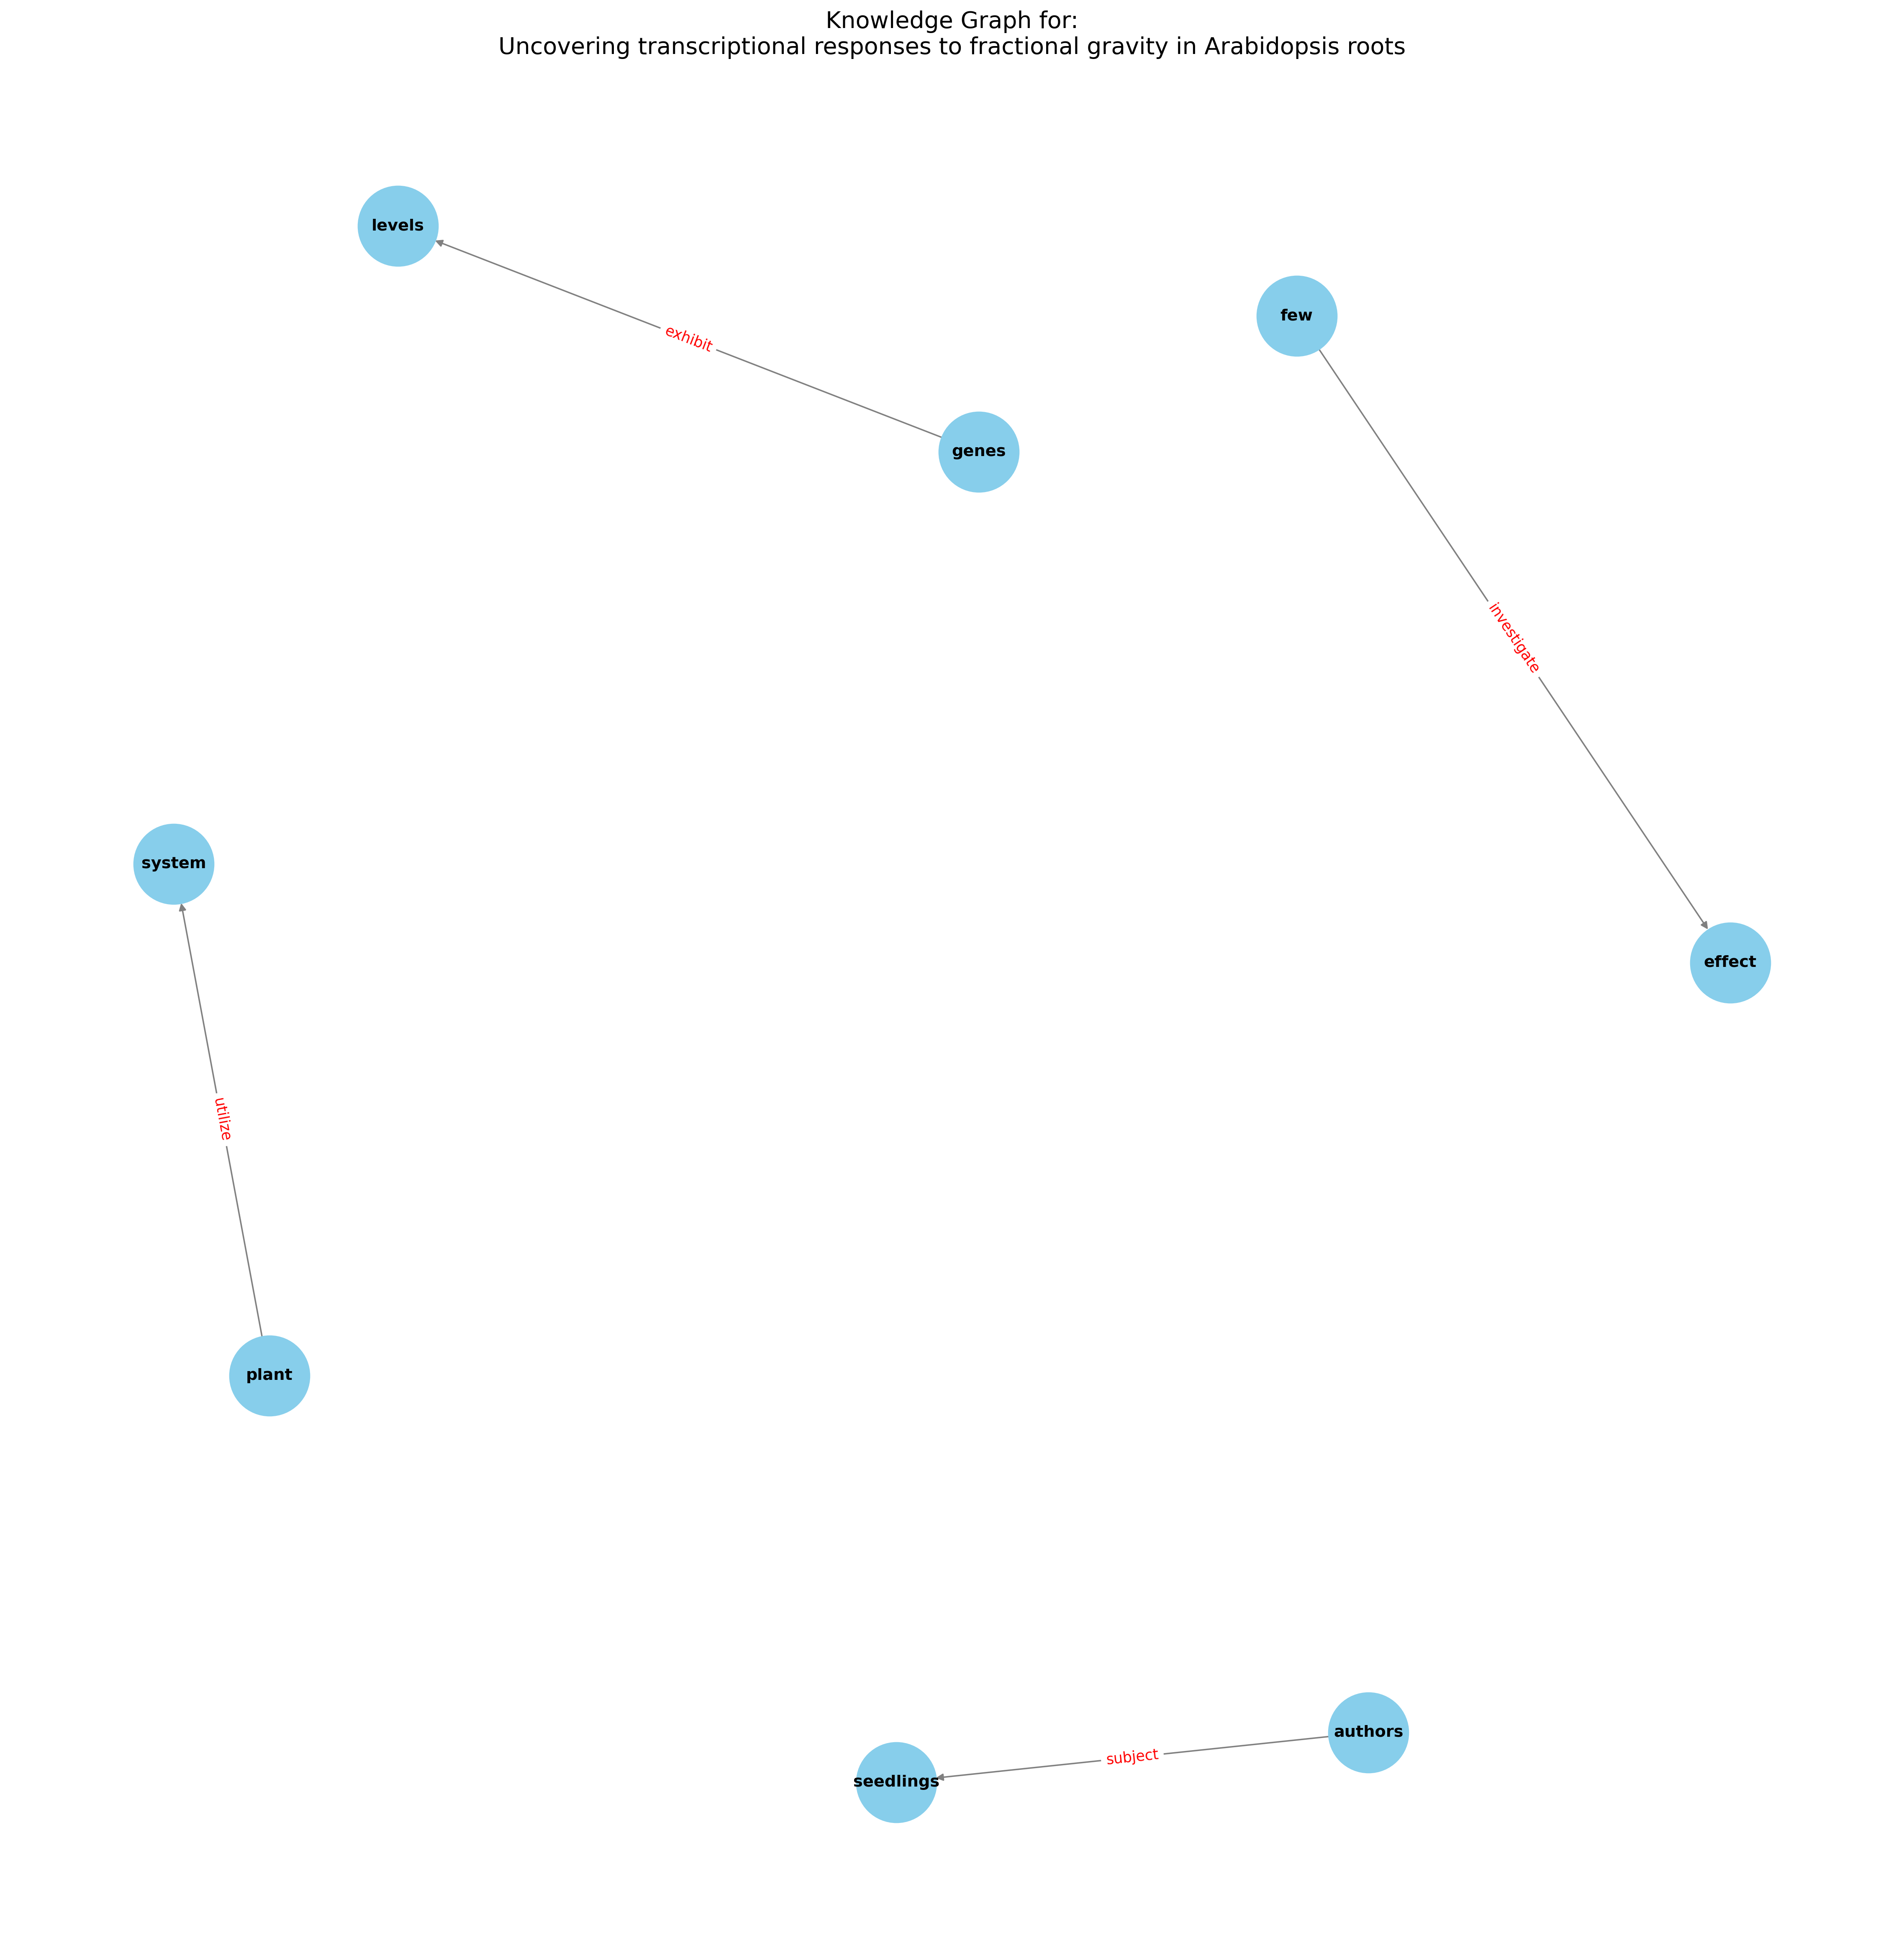 Knowledge Graph for:
Uncovering transcriptional responses to fractional gravity in Arabidopsis roots
levels
few
exhibit
genes
investigate
system
effect
utilize
plant
authors
subject
seedlings